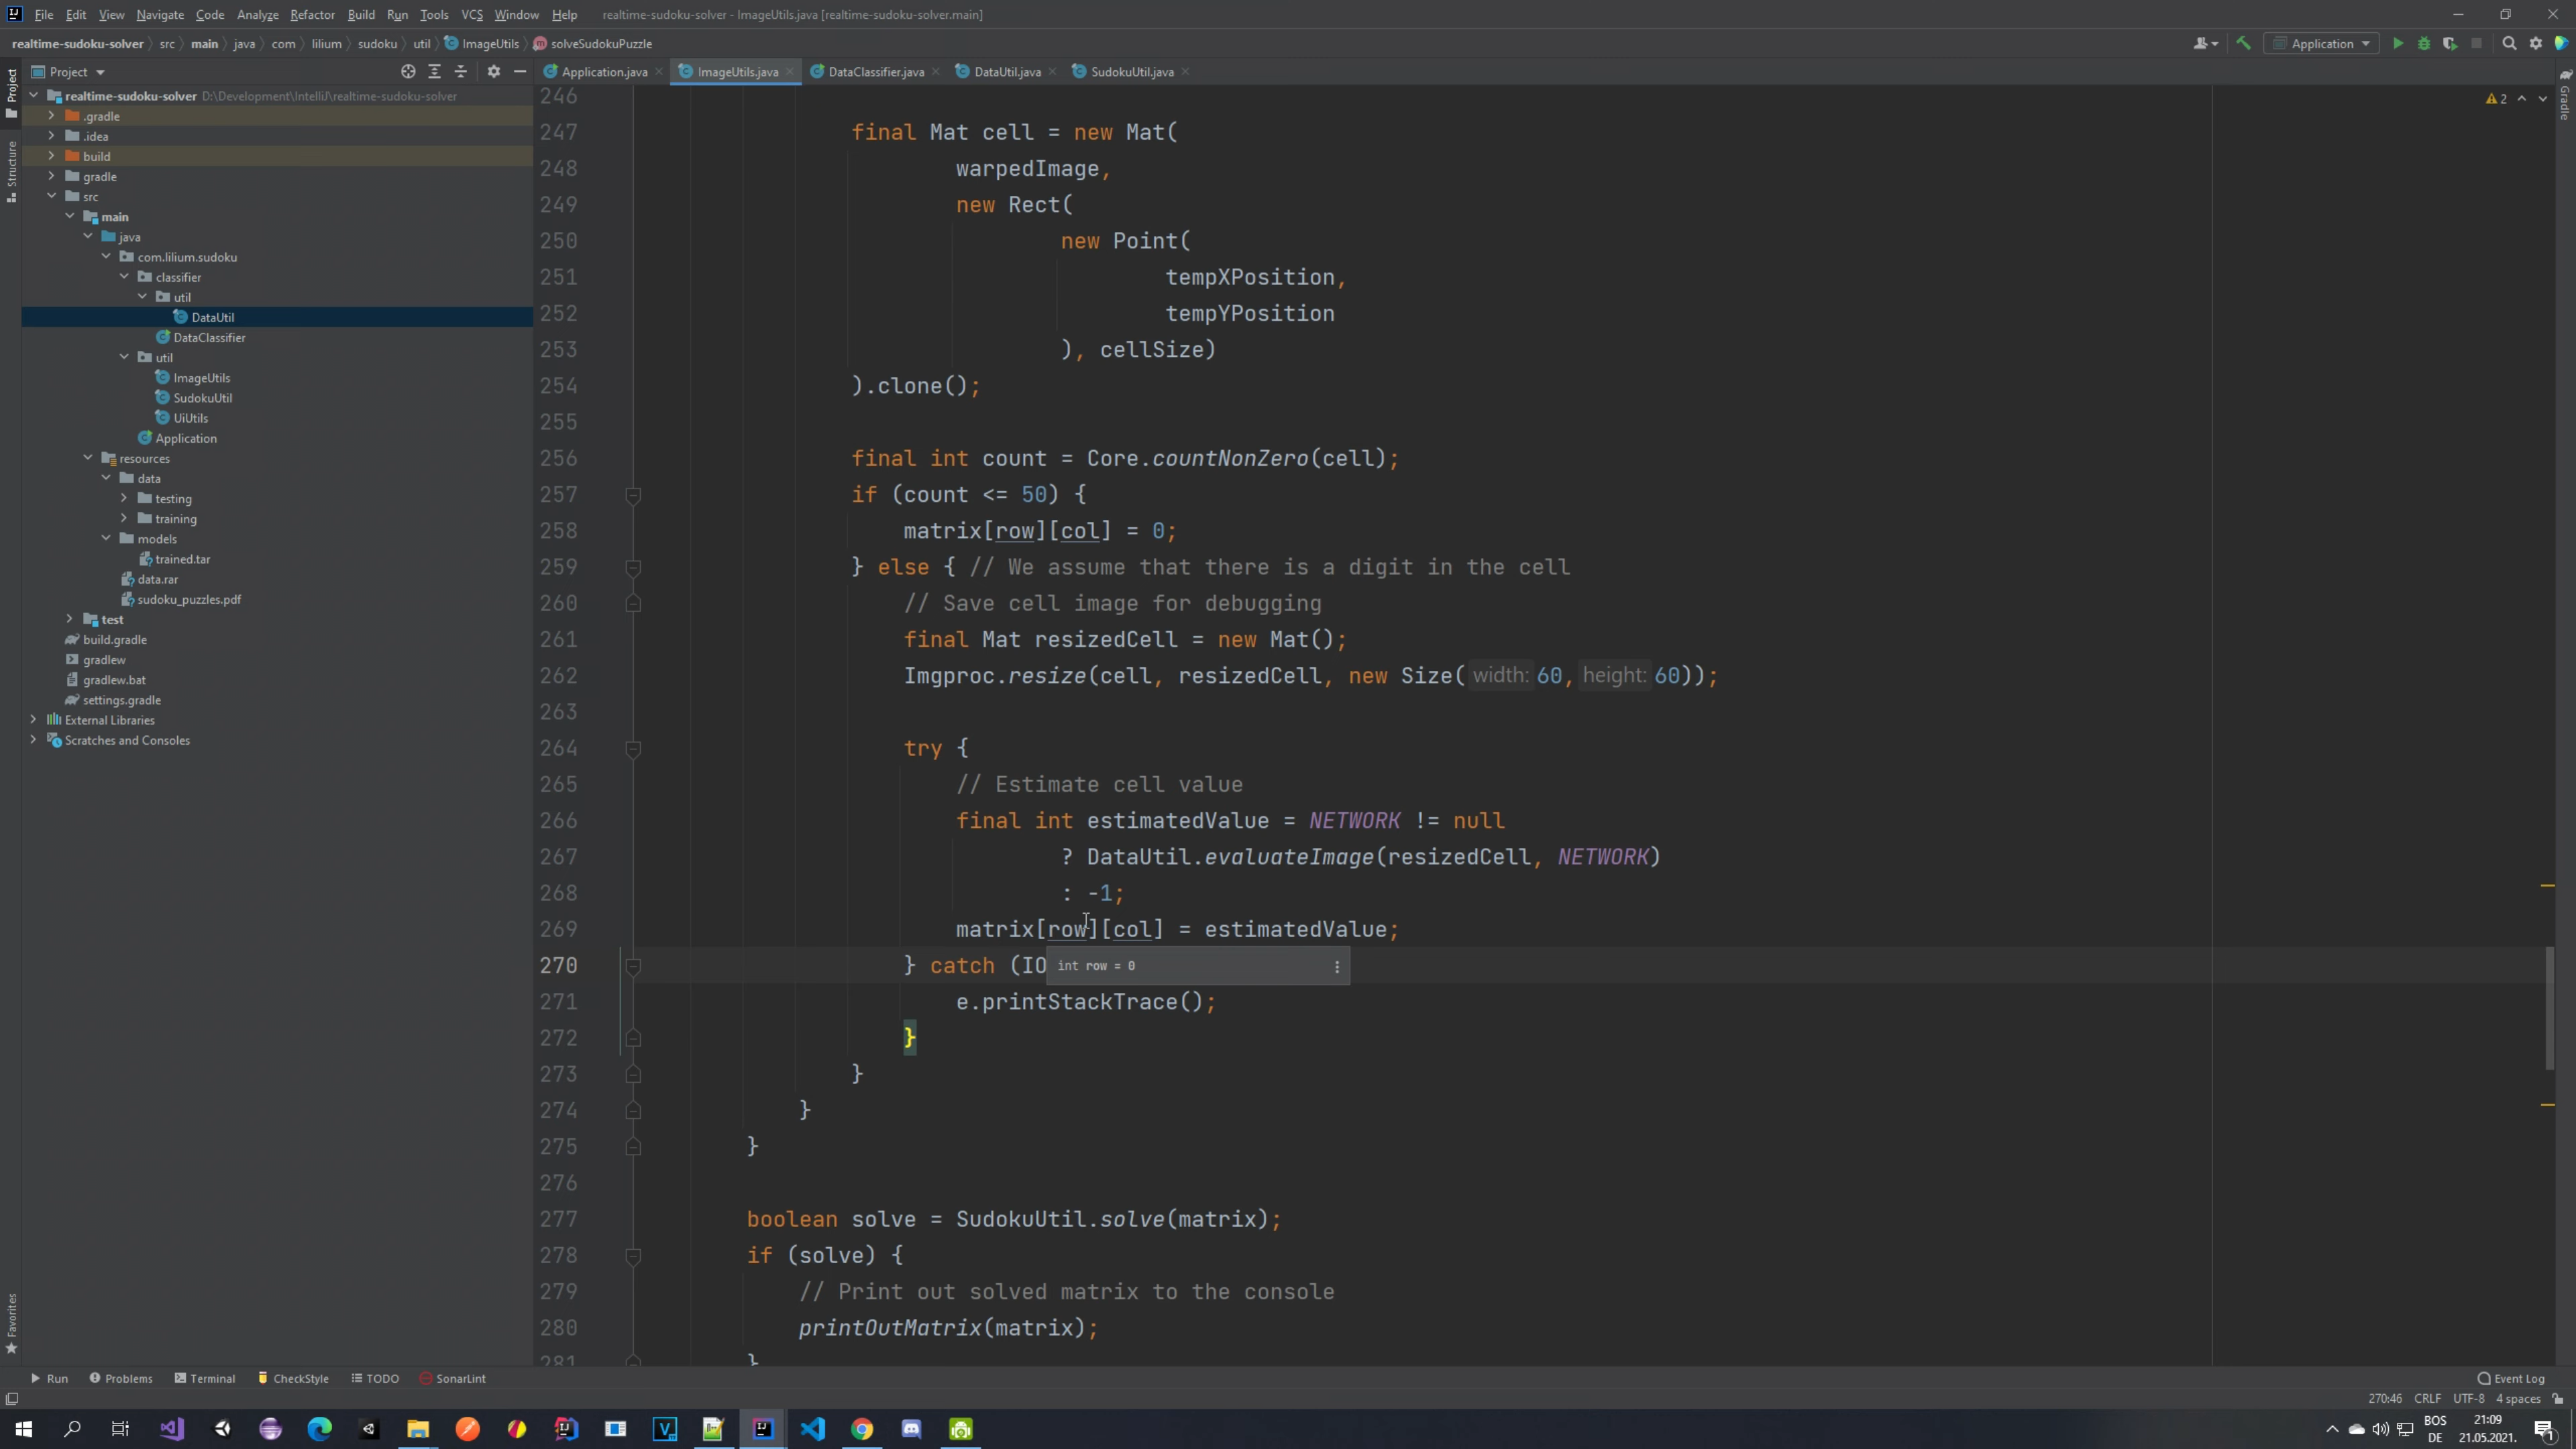 File Edit View Navigate Code Analyze Refactor Build Run Tools VCS Window Help realtime-sudoku-solver - ImageUtils.java [realtime-sudoku-solver.main]
realtime-sudoku-solver src main java com lilium sudoku util ImageUtils solveSudokuPuzzle Application
Project
Application.java ImageUtils.java DataClassifier.java DataUtil.java SudokuUtil.java
Project
Structure
Favorites
Gradle
2
realtime-sudoku-solver D:\Development\IntelliJ\realtime-sudoku-solver
.gradle
.idea
build
gradle
src
main
java
com.lilium.sudoku
classifier
util
DataUtil
DataClassifier
util
ImageUtils
SudokuUtil
UiUtils
Application
resources
data
testing
training
models
trained.tar
data.rar
sudoku_puzzles.pdf
test
build.gradle
gradlew
gradlew.bat
settings.gradle
External Libraries
Scratches and Consoles
246
247 final Mat cell = new Mat(
248 warpedImage,
249 new Rect(
250 new Point(
251 tempXPosition,
252 tempYPosition
253 ), cellSize)
254 ).clone();
255
256 final int count = Core.countNonZero(cell);
257 if (count <= 50) {
258 matrix[row][col] = 0;
259 } else { // We assume that there is a digit in the cell
260 // Save cell image for debugging
261 final Mat resizedCell = new Mat();
262 Imgproc.resize(cell, resizedCell, new Size( width: 60, height: 60));
263
264 try {
265 // Estimate cell value
266 final int estimatedValue = NETWORK != null
267 ? DataUtil.evaluateImage(resizedCell, NETWORK)
268 : -1;
269 matrix[row][col] = estimatedValue;
270 } catch (IO
int row = 0
271 e.printStackTrace();
272 }
273 }
274 }
275 }
276
277 boolean solve = SudokuUtil.solve(matrix);
278 if (solve) {
279 // Print out solved matrix to the console
280 printOutMatrix(matrix);
281 }
Run Problems Terminal CheckStyle TODO SonarLint Event Log
270:46 CRLF UTF-8 4 spaces
BOS
DE
21:09
21.05.2021.
1